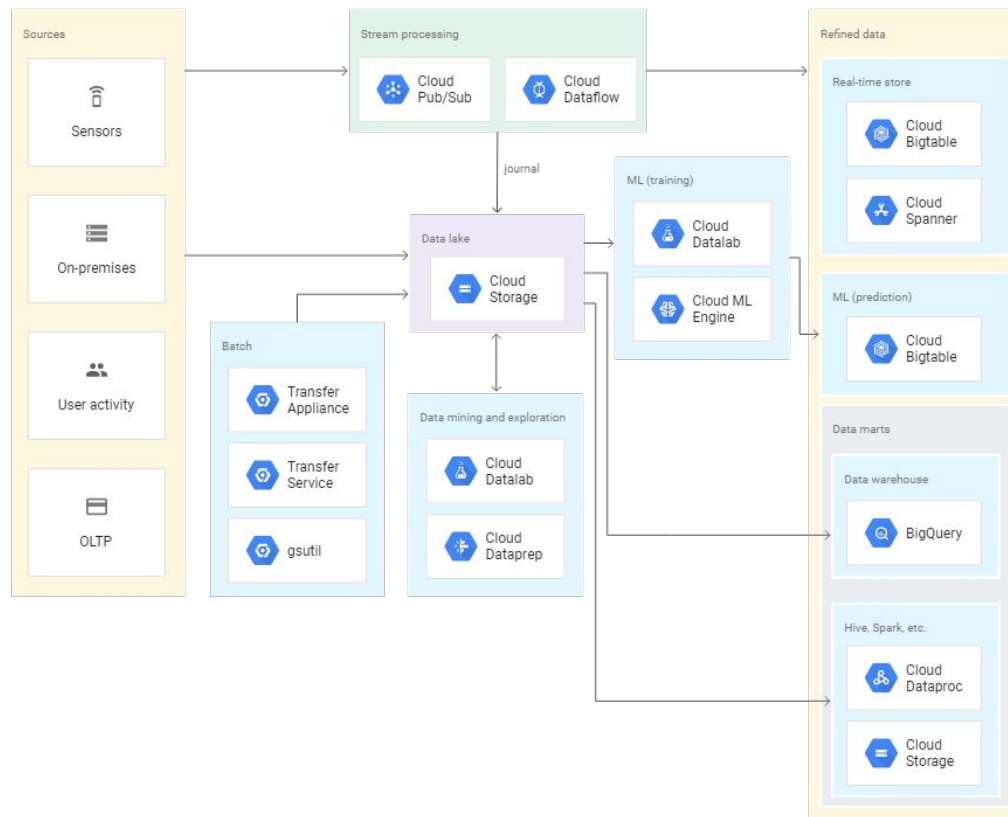 Sources
Sensors
On-premises
User activity
OLTP
Stream processing
Cloud
Pub/Sub
Cloud
Dataflow
journal
Data lake
Cloud
Storage
Batch
Transfer
Appliance
Transfer
Service
gsutil
Data mining and exploration
Cloud
Datalab
Cloud
Dataprep
ML (training)
Cloud
Datalab
Cloud ML
Engine
Refined data
Real-time store
Cloud
Bigtable
Cloud
Spanner
ML (prediction)
Cloud
Bigtable
Data marts
Data warehouse
BigQuery
Hive, Spark, etc.
Cloud
Dataproc
Cloud
Storage